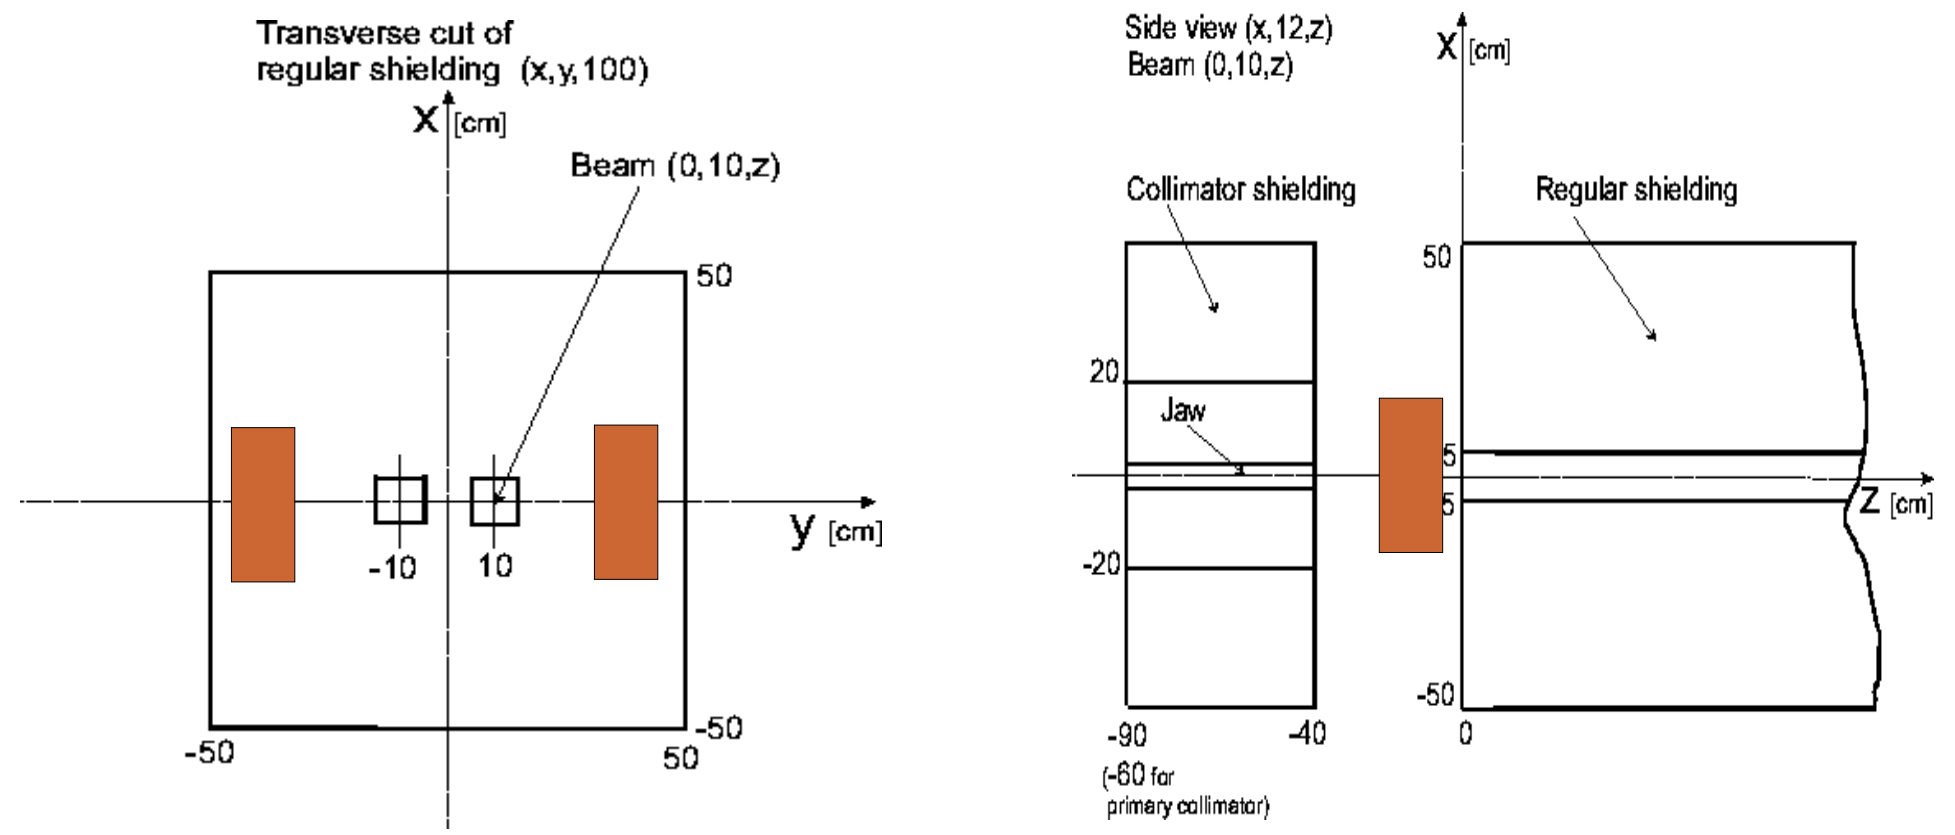 Transverse cut of
regular shielding (x,y,100)
X [cm]
Beam (0,10,z)
50
-10
10
y [cm]
-50
-50
50
Side view (x,12,z)
Beam (0,10,z)
X [cm]
Collimator shielding
Regular shielding
50
20
Jaw
5
5
Z [cm]
-20
-50
-90
-40
0
(-60 for
primary collimator)